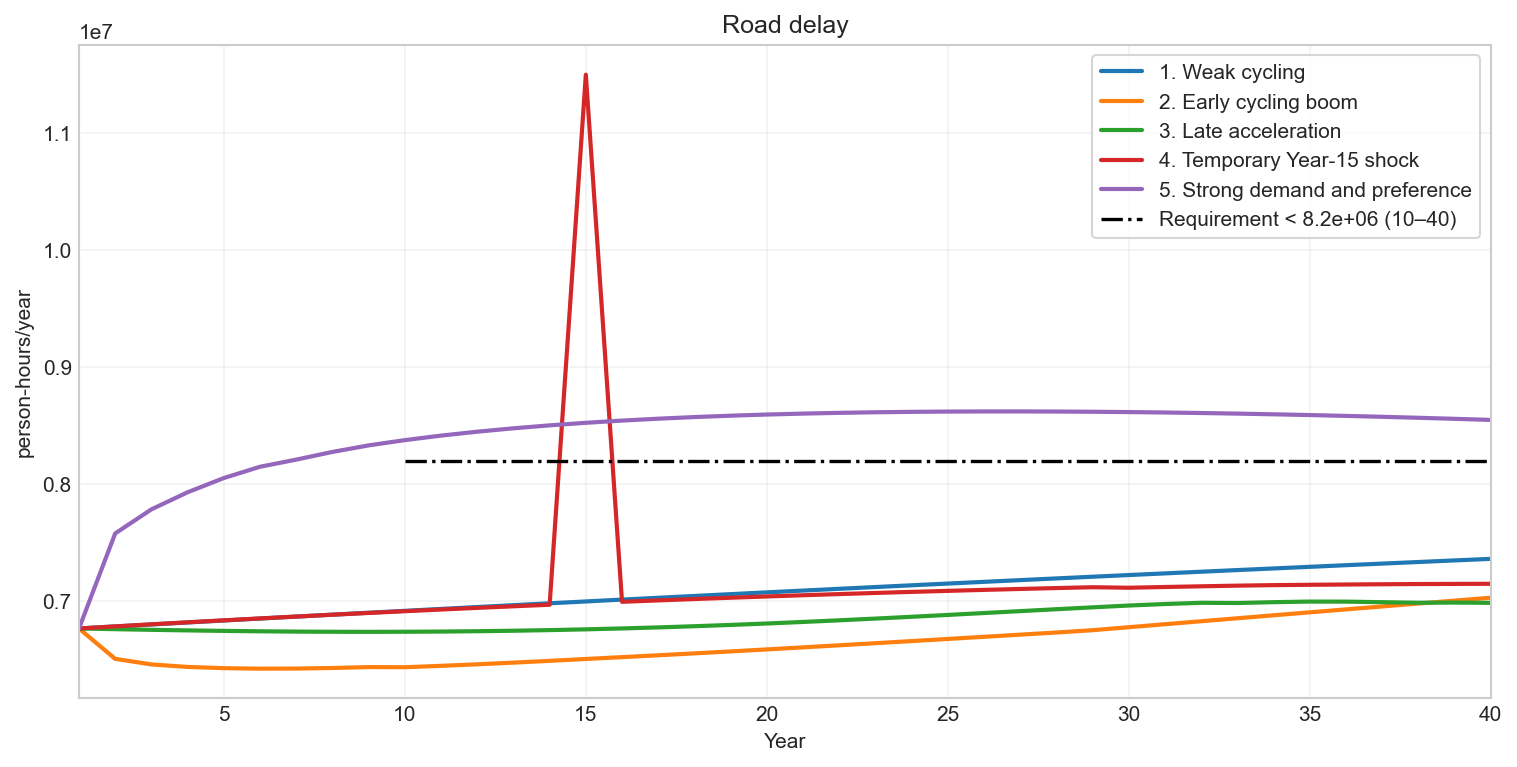 Road delay
1e7
1.1
1.0
0.9
0.8
0.7
person-hours/year
5 10 15 20 25 30 35 40
Year
1. Weak cycling
2. Early cycling boom
3. Late acceleration
4. Temporary Year-15 shock
5. Strong demand and preference
Requirement < 8.2e+06 (10–40)